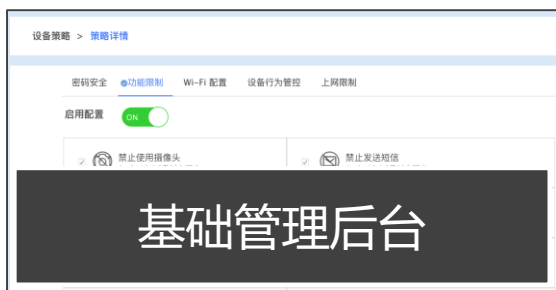 设备策略 > 策略详情
密码安全 功能限制 Wi-Fi 配置 设备行为管控 上网限制
启用配置 ON
禁止使用摄像头 禁止发送短信
基础管理后台